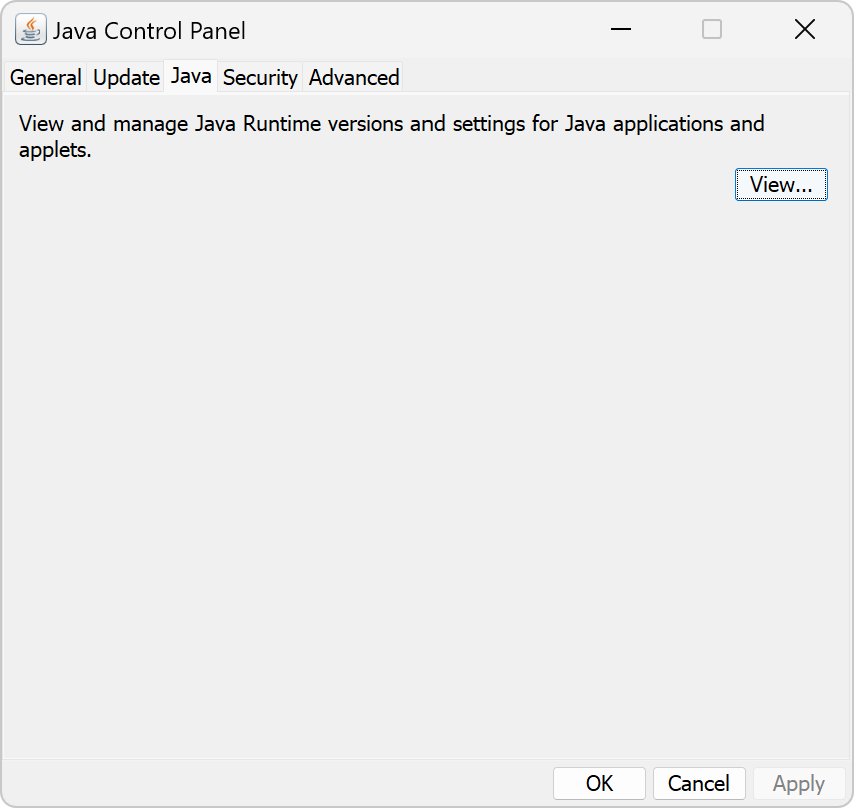 Java Control Panel
General Update Java Security Advanced
View and manage Java Runtime versions and settings for Java applications and
applets.
View...
OK Cancel Apply